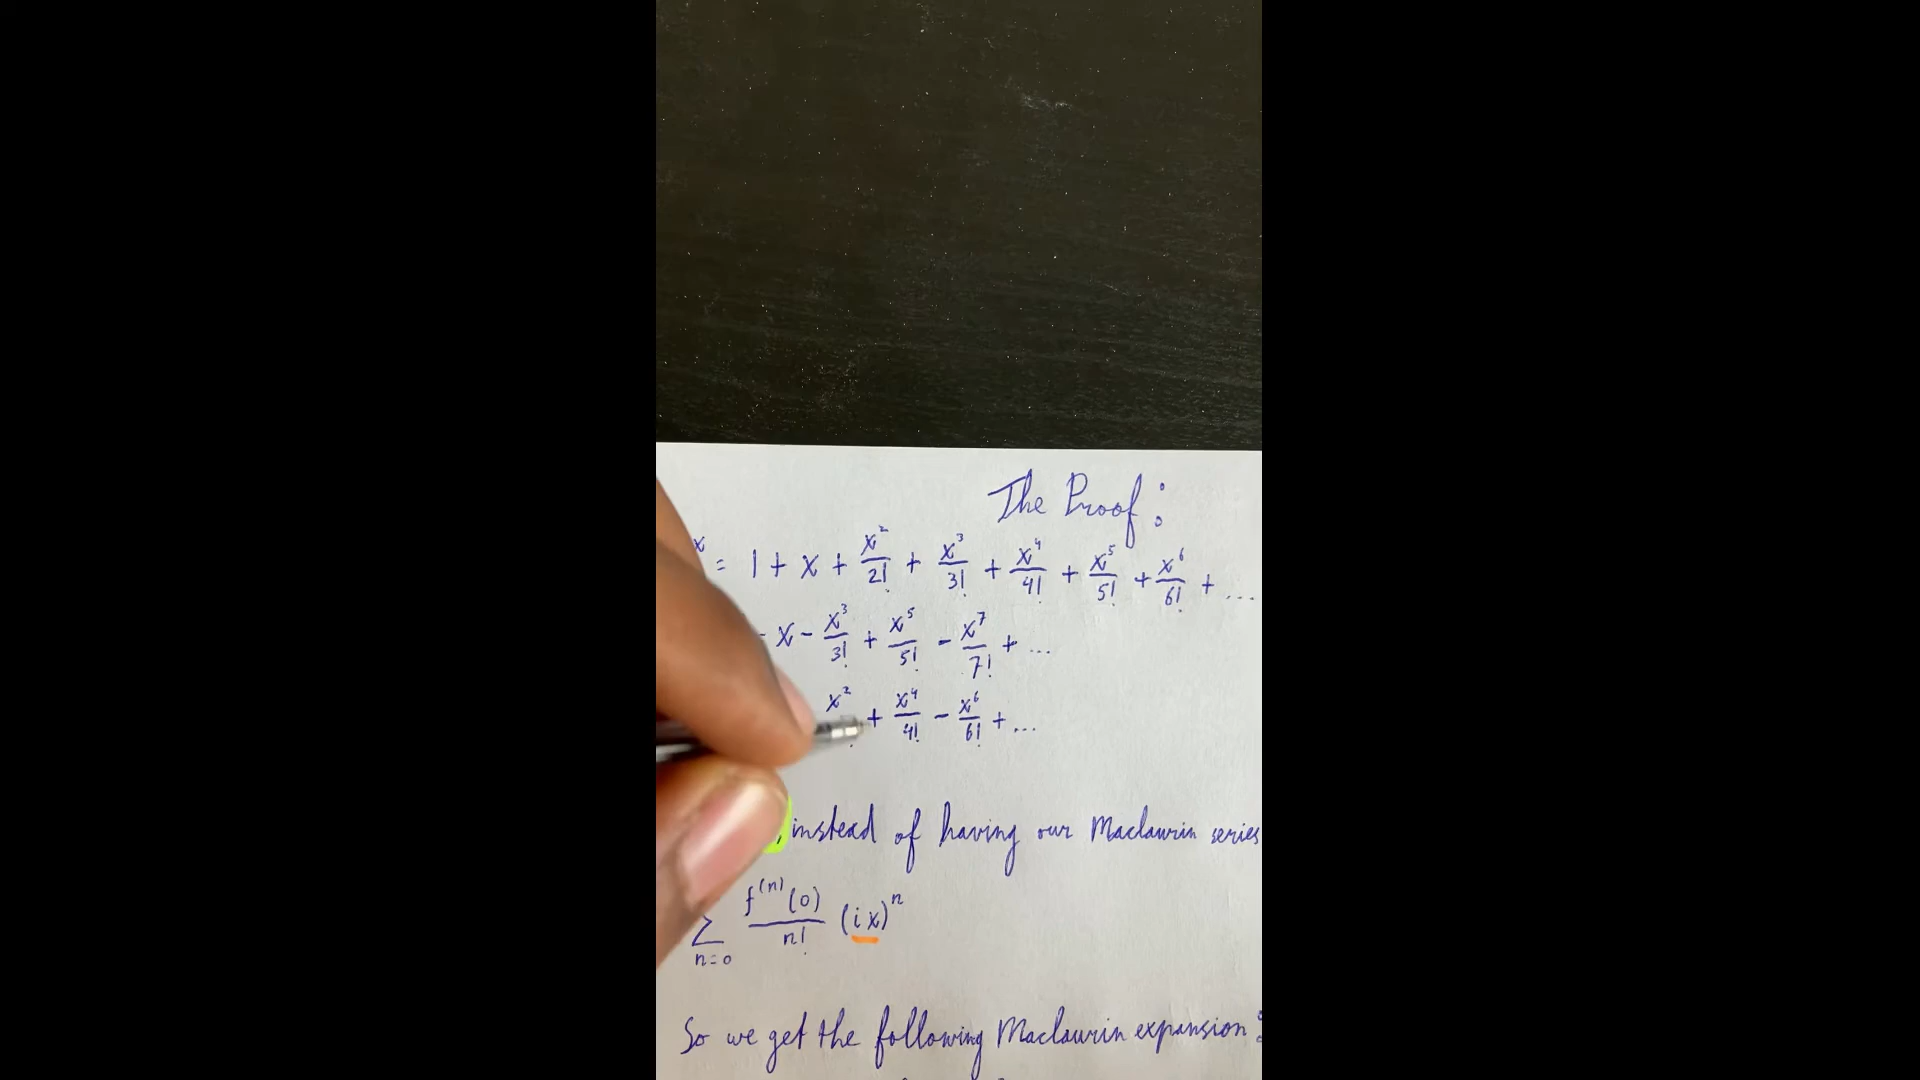 The Proof:
x = 1 + x + x²/2! + x³/3! + x⁴/4! + x⁵/5! + x⁶/6! + ...
- x - x³/3! + x⁵/5! - x⁷/7! + ...
x² + x⁴/4! - x⁶/6! + ...
, instead of having our Maclaurin series
∑ n=0 f⁽ⁿ⁾(0)/n! (ix)ⁿ
So we get the following Maclaurin expansion: